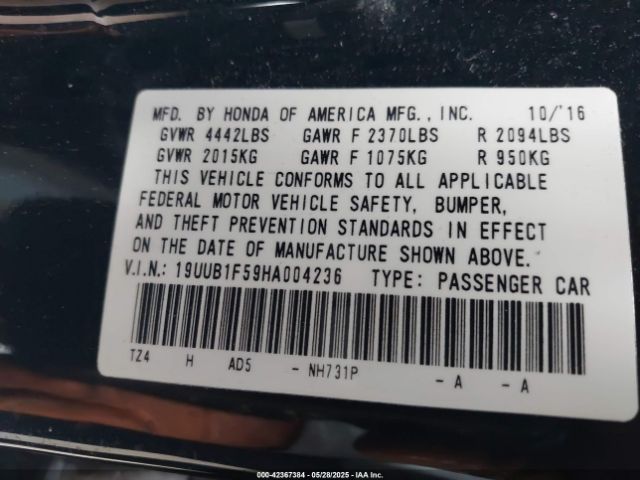 MFD. BY HONDA OF AMERICA MFG., INC. 10/'16
GVWR 4442LBS GAWR F 2370LBS R 2094LBS
GVWR 2015KG GAWR F 1075KG R 950KG
THIS VEHICLE CONFORMS TO ALL APPLICABLE
FEDERAL MOTOR VEHICLE SAFETY, BUMPER,
AND THEFT PREVENTION STANDARDS IN EFFECT
ON THE DATE OF MANUFACTURE SHOWN ABOVE.
V.I.N.: 19UUB1F59HA004236 TYPE: PASSENGER CAR
TZ4 H AD5 - NH731P - A - A
000-42367384 - 05/28/2025 - IAA Inc.